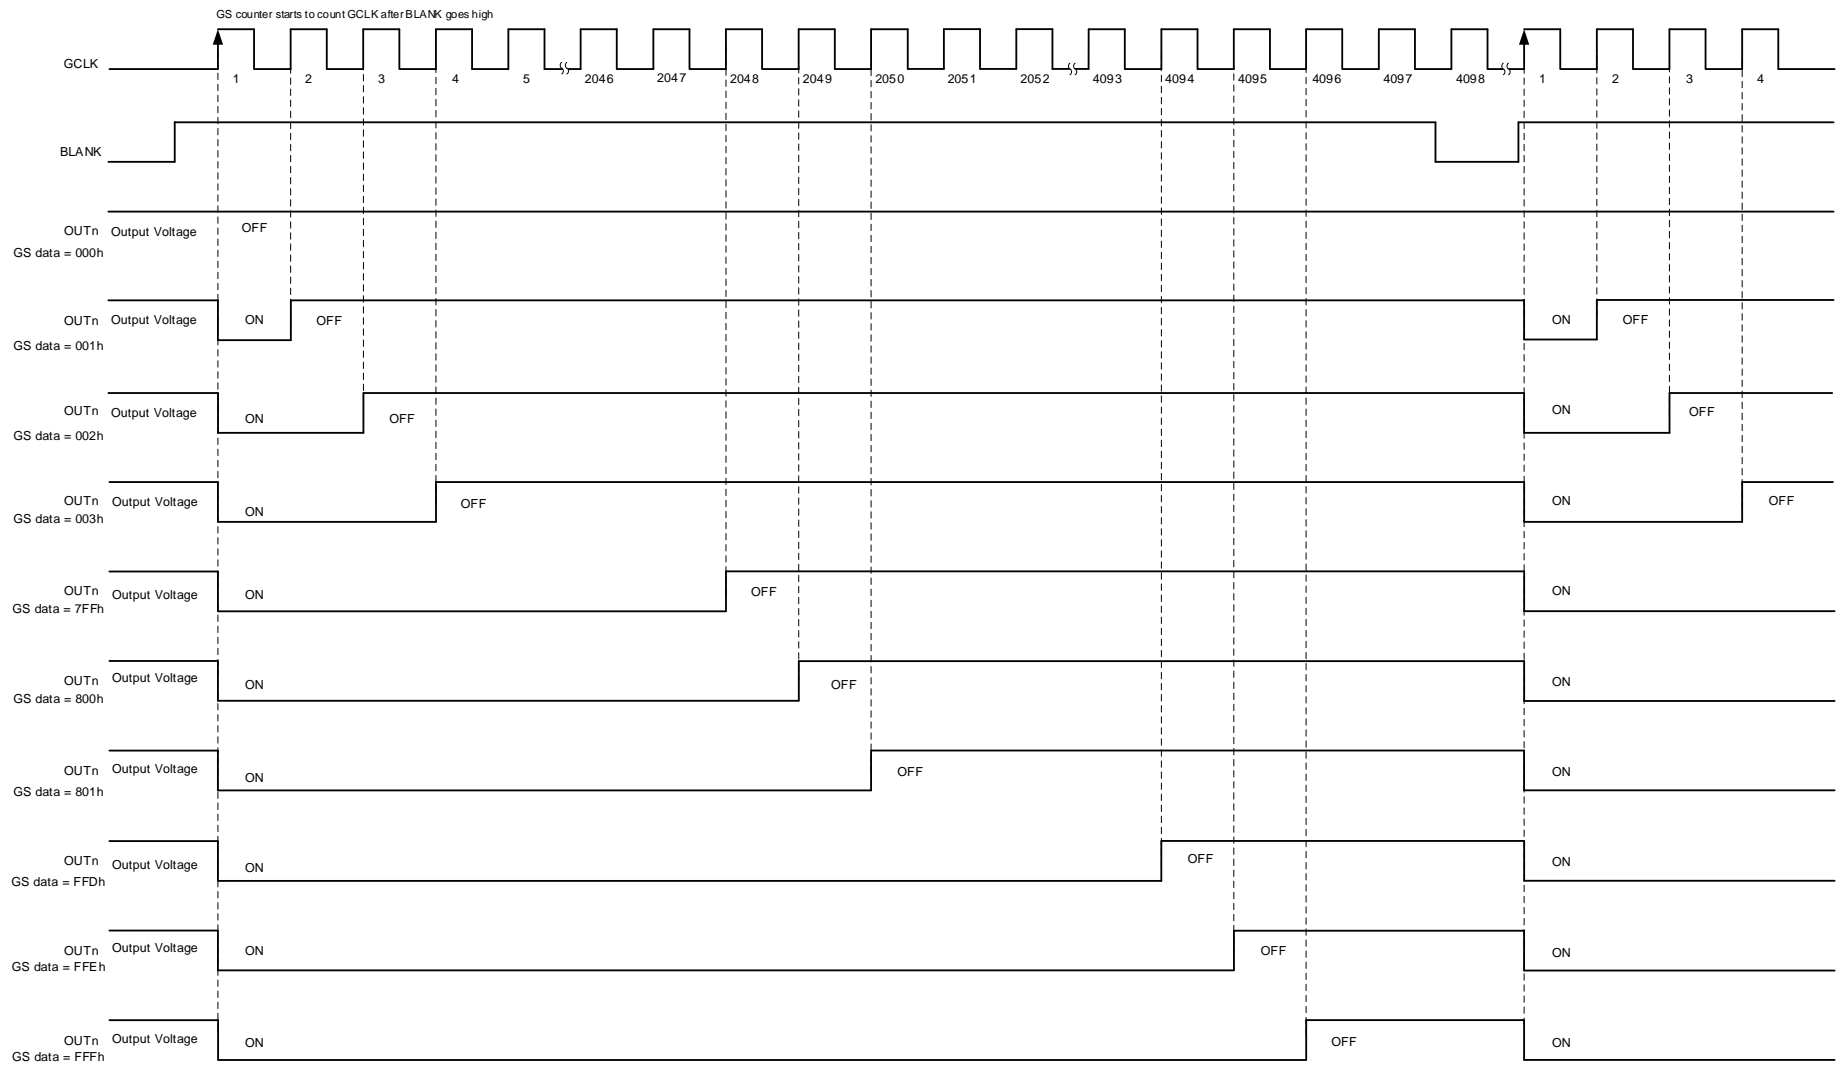 GS counter starts to count GCLK after BLANK goes high
GCLK
1 2 3 4 5 2046 2047 2048 2049 2050 2051 2052 4093 4094 4095 4096 4097 4098 1 2 3 4
BLANK
OUTn Output Voltage OFF
GS data = 000h
OUTn Output Voltage ON OFF ON OFF
GS data = 001h
OUTn Output Voltage ON OFF ON OFF
GS data = 002h
OUTn Output Voltage ON OFF ON OFF
GS data = 003h
OUTn Output Voltage ON OFF ON
GS data = 7FFh
OUTn Output Voltage ON OFF ON
GS data = 800h
OUTn Output Voltage ON OFF ON
GS data = 801h
OUTn Output Voltage ON OFF ON
GS data = FFDh
OUTn Output Voltage ON OFF ON
GS data = FFEh
OUTn Output Voltage ON OFF ON
GS data = FFFh